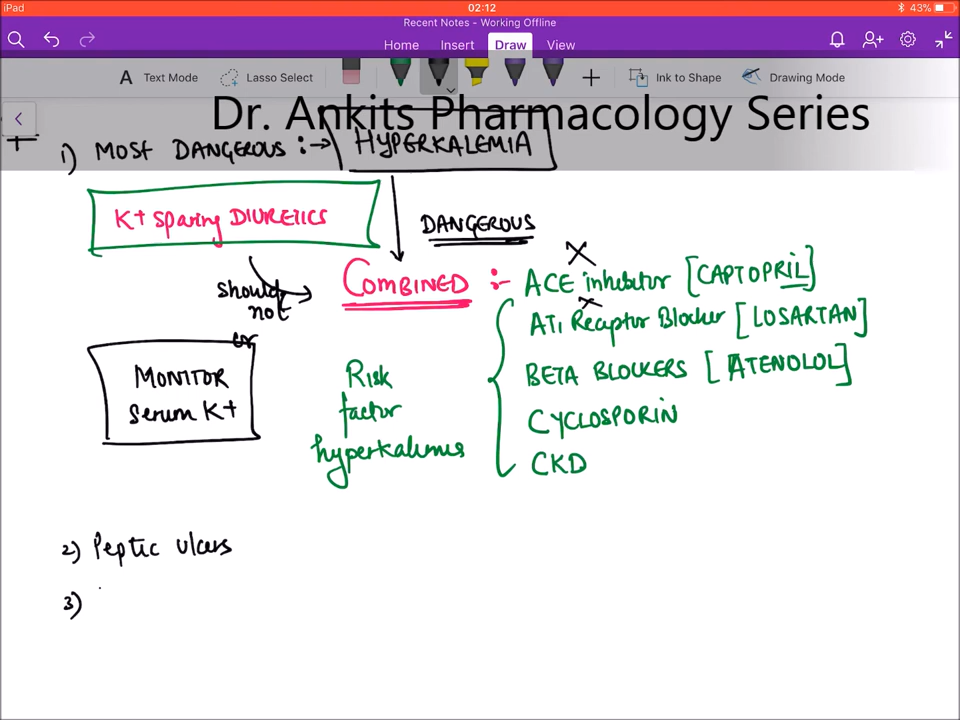 iPad 02:12 43%
Recent Notes - Working Offline
Home Insert Draw View
A Text Mode Lasso Select Ink to Shape Drawing Mode
Dr. Ankits Pharmacology Series
1) MOST DANGEROUS :→ HYPERKALEMIA
K+ sparing DIURETICS
DANGEROUS
should not
or
MONITOR
Serum K+
COMBINED :-
ACE inhibitor [CAPTOPRIL]
AT1 Receptor Blocker [LOSARTAN]
BETA BLOCKERS [ATENOLOL]
CYCLOSPORIN
CKD
Risk
factor
hyperkalemis
2) Peptic ulcers
3)